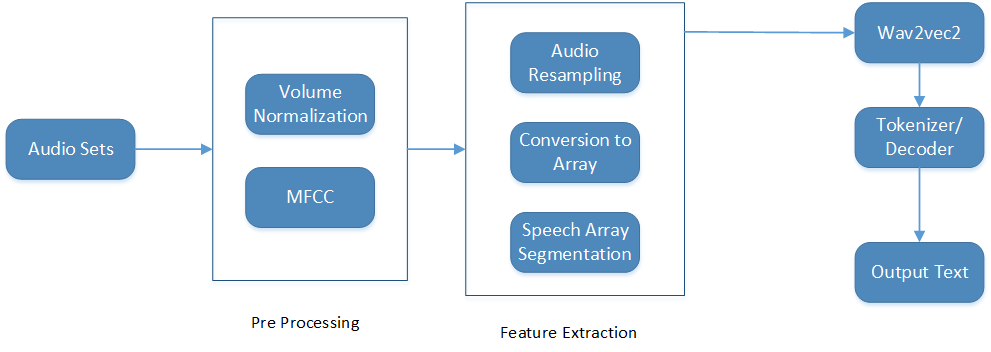 Audio Sets
Volume
Normalization
MFCC
Pre Processing
Audio
Resampling
Conversion to
Array
Speech Array
Segmentation
Feature Extraction
Wav2vec2
Tokenizer/
Decoder
Output Text